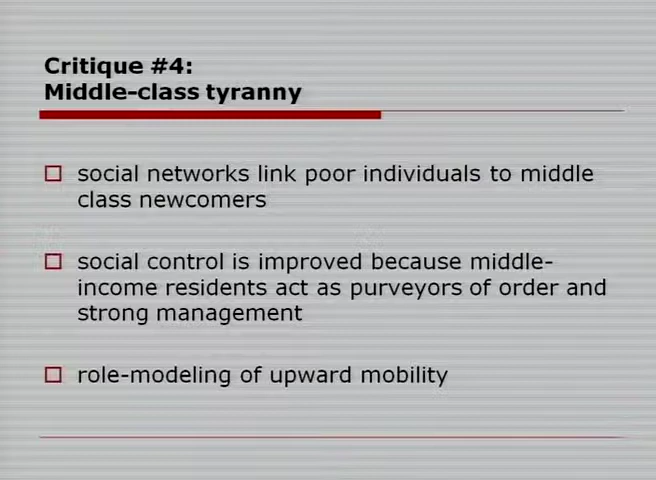 Critique #4:
Middle-class tyranny
social networks link poor individuals to middle
class newcomers
social control is improved because middle-
income residents act as purveyors of order and
strong management
role-modeling of upward mobility